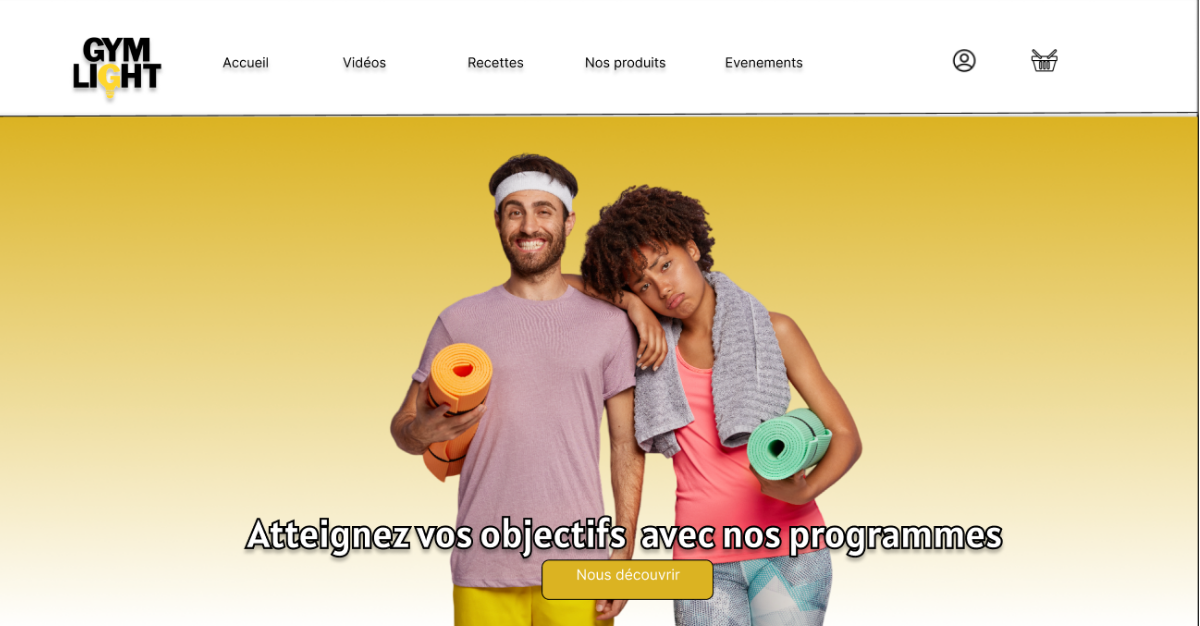 GYM
LIGHT
Accueil
Vidéos
Recettes
Nos produits
Evenements
Atteignez vos objectifs avec nos programmes
Nous découvrir